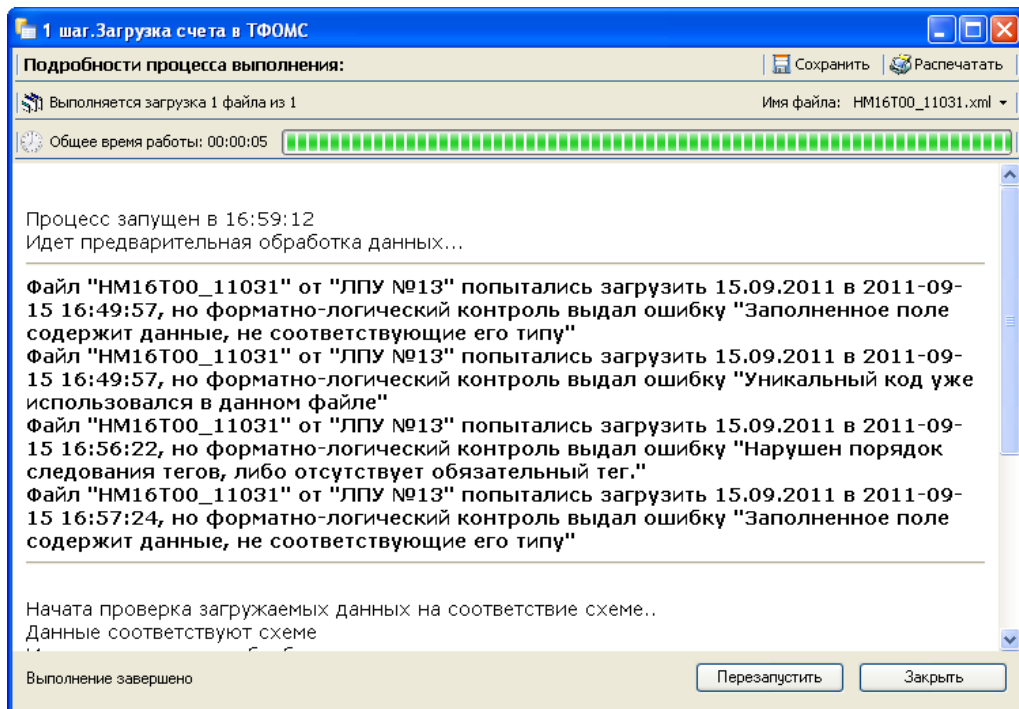 1 шаг.Загрузка счета в ТФОМС
Подробности процесса выполнения:
Сохранить
Распечатать
Выполняется загрузка 1 файла из 1
Имя файла: HM16T00_11031.xml
Общее время работы: 00:00:05
Процесс запущен в 16:59:12
Идет предварительная обработка данных...
Файл "HM16T00_11031" от "ЛПУ №13" попытались загрузить 15.09.2011 в 2011-09-
15 16:49:57, но форматно-логический контроль выдал ошибку "Заполненное поле
содержит данные, не соответствующие его типу"
Файл "HM16T00_11031" от "ЛПУ №13" попытались загрузить 15.09.2011 в 2011-09-
15 16:49:57, но форматно-логический контроль выдал ошибку "Уникальный код уже
использовался в данном файле"
Файл "HM16T00_11031" от "ЛПУ №13" попытались загрузить 15.09.2011 в 2011-09-
15 16:56:22, но форматно-логический контроль выдал ошибку "Нарушен порядок
следования тегов, либо отсутствует обязательный тег."
Файл "HM16T00_11031" от "ЛПУ №13" попытались загрузить 15.09.2011 в 2011-09-
15 16:57:24, но форматно-логический контроль выдал ошибку "Заполненное поле
содержит данные, не соответствующие его типу"
Начата проверка загружаемых данных на соответствие схеме..
Данные соответствуют схеме
Выполнение завершено
Перезапустить
Закрыть